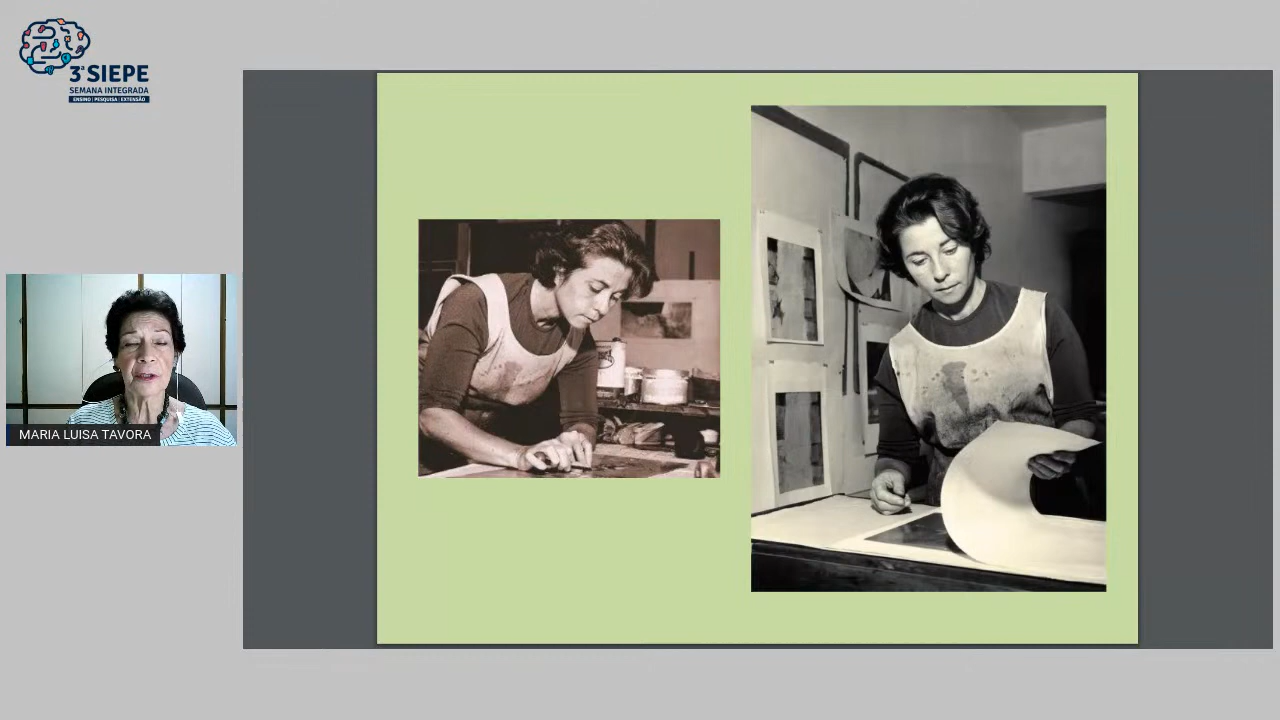 3ª SIEPE
SEMANA INTEGRADA
ENSINO | PESQUISA | EXTENSÃO
MARIA LUISA TAVORA